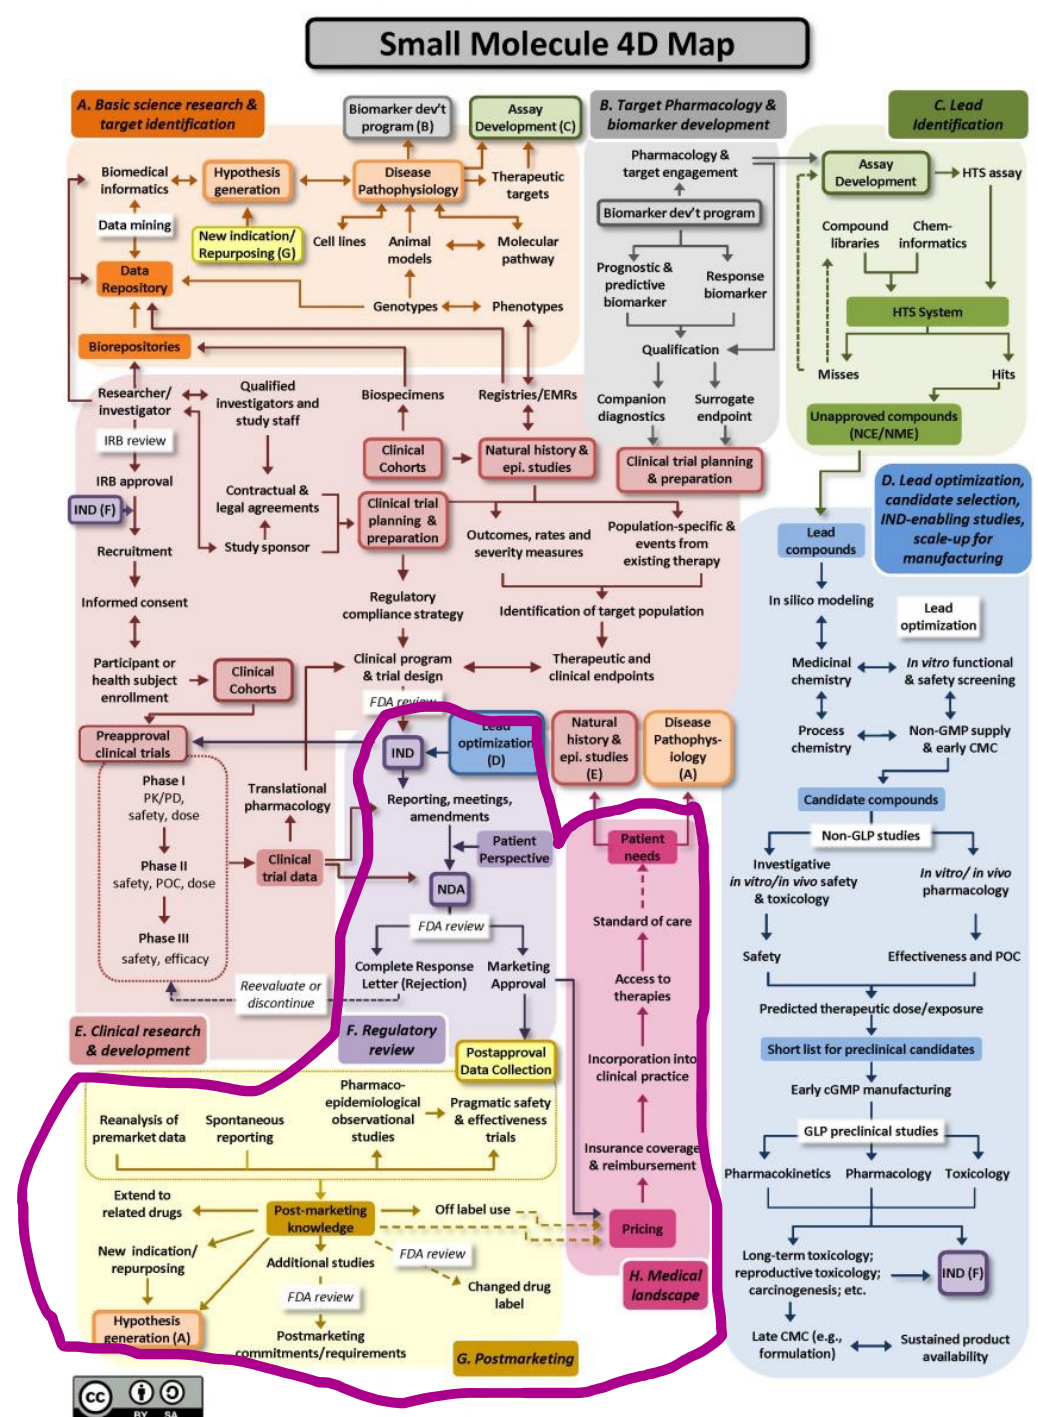 Small Molecule 4D Map
A. Basic science research &
target identification
Biomarker dev't
program (B)
Assay
Development (C)
Biomedical
informatics
Hypothesis
generation
Disease
Pathophysiology
Therapeutic
targets
Data mining
New indication/
Repurposing (G)
Cell lines
Animal
models
Molecular
pathway
Data
Repository
Genotypes
Phenotypes
Biorepositories
B. Target Pharmacology &
biomarker development
Pharmacology &
target engagement
Biomarker dev't program
Prognostic &
predictive
biomarker
Response
biomarker
Qualification
Companion
diagnostics
Surrogate
endpoint
Clinical trial planning
& preparation
C. Lead
Identification
Assay
Development
HTS assay
Compound
libraries
Chem-
informatics
HTS System
Misses
Hits
Unapproved compounds
(NCE/NME)
D. Lead optimization,
candidate selection,
IND-enabling studies,
scale-up for
manufacturing
Lead
compounds
In silico modeling
Lead
optimization
Medicinal
chemistry
In vitro functional
& safety screening
Process
chemistry
Non-GMP supply
& early CMC
Candidate compounds
Non-GLP studies
Investigative
in vitro/in vivo safety
& toxicology
In vitro/ in vivo
pharmacology
Safety
Effectiveness and POC
Predicted therapeutic dose/exposure
Short list for preclinical candidates
Early cGMP manufacturing
GLP preclinical studies
Pharmacokinetics
Pharmacology
Toxicology
Long-term toxicology;
reproductive toxicology;
carcinogenesis; etc.
IND (F)
Late CMC (e.g.,
formulation)
Sustained product
availability
Researcher/
investigator
Qualified
investigators and
study staff
Biospecimens
Registries/EMRs
IRB review
IRB approval
Clinical
Cohorts
Natural history &
epi. studies
IND (F)
Contractual &
legal agreements
Clinical trial
planning &
preparation
Study sponsor
Outcomes, rates and
severity measures
Population-specific &
events from
existing therapy
Recruitment
Informed consent
Regulatory
compliance strategy
Identification of target population
Participant or
health subject
enrollment
Clinical
Cohorts
Clinical program
& trial design
Therapeutic and
clinical endpoints
FDA review
Preapproval
clinical trials
Phase I
PK/PD,
safety, dose
Phase II
safety, POC, dose
Phase III
safety, efficacy
Translational
pharmacology
Clinical
trial data
Reevaluate or
discontinue
E. Clinical research
& development
IND
Lead
optimization
(D)
Natural
history &
epi. studies
(E)
Disease
Pathophys-
iology
(A)
Reporting, meetings,
amendments
Patient
Perspective
NDA
FDA review
Complete Response
Letter (Rejection)
Marketing
Approval
F. Regulatory
review
Patient
needs
Standard of care
Access to
therapies
Incorporation into
clinical practice
Insurance coverage
& reimbursement
Pricing
H. Medical
landscape
Postapproval
Data Collection
Reanalysis of
premarket data
Spontaneous
reporting
Pharmaco-
epidemiological
observational
studies
Pragmatic safety
& effectiveness
trials
Extend to
related drugs
Post-marketing
knowledge
Off label use
New indication/
repurposing
Additional studies
FDA review
Changed drug
label
FDA review
Hypothesis
generation (A)
Postmarketing
commitments/requirements
G. Postmarketing
cc
BY SA